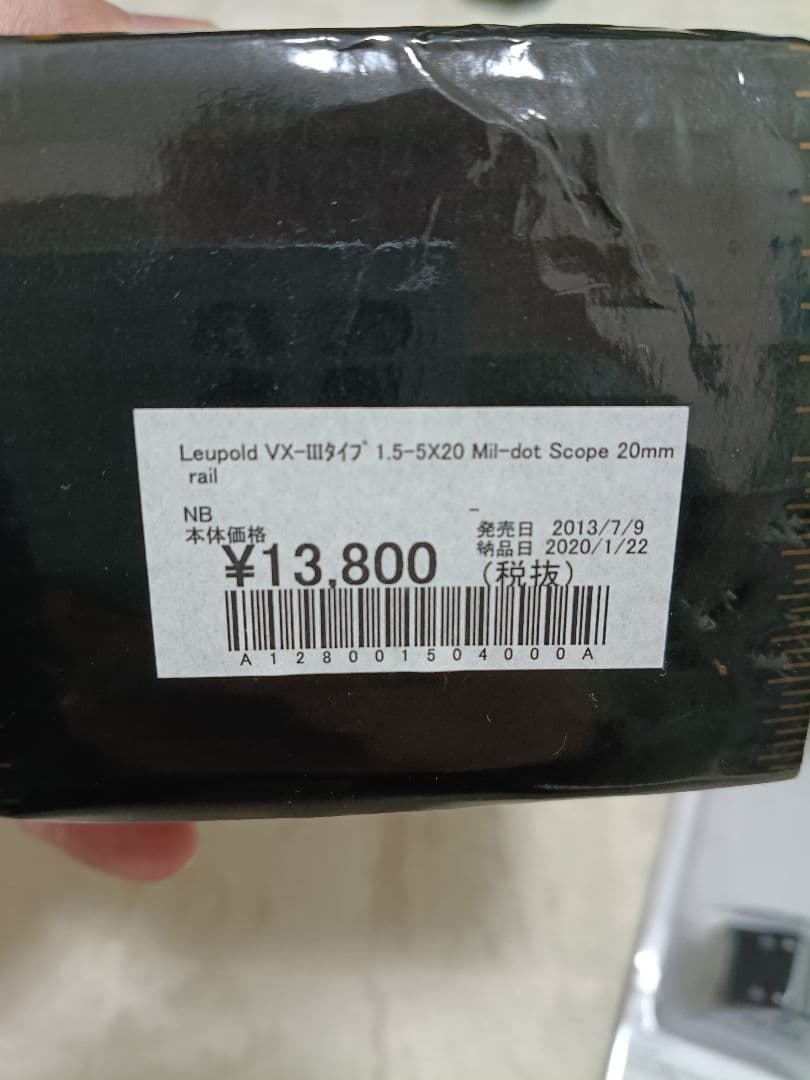 Leupold VX-Ⅲﾀｲﾌﾟ 1.5-5X20 Mil-dot Scope 20mm
rail
NB -
本体価格 発売日 2013/7/9
納品日 2020/1/22
¥13,800 (税抜)
A128001504000A